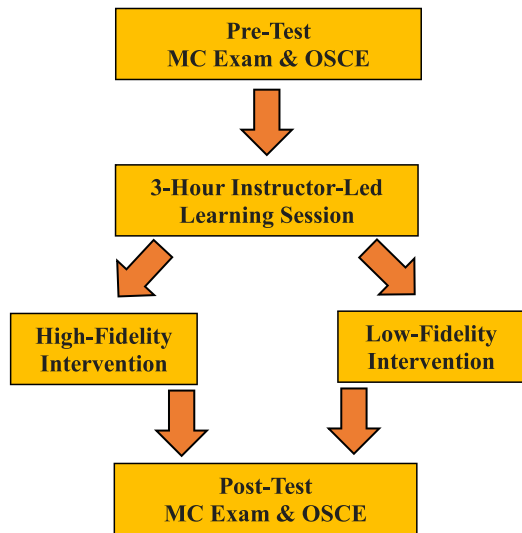 Pre-Test
MC Exam & OSCE
3-Hour Instructor-Led
Learning Session
High-Fidelity
Intervention
Low-Fidelity
Intervention
Post-Test
MC Exam & OSCE